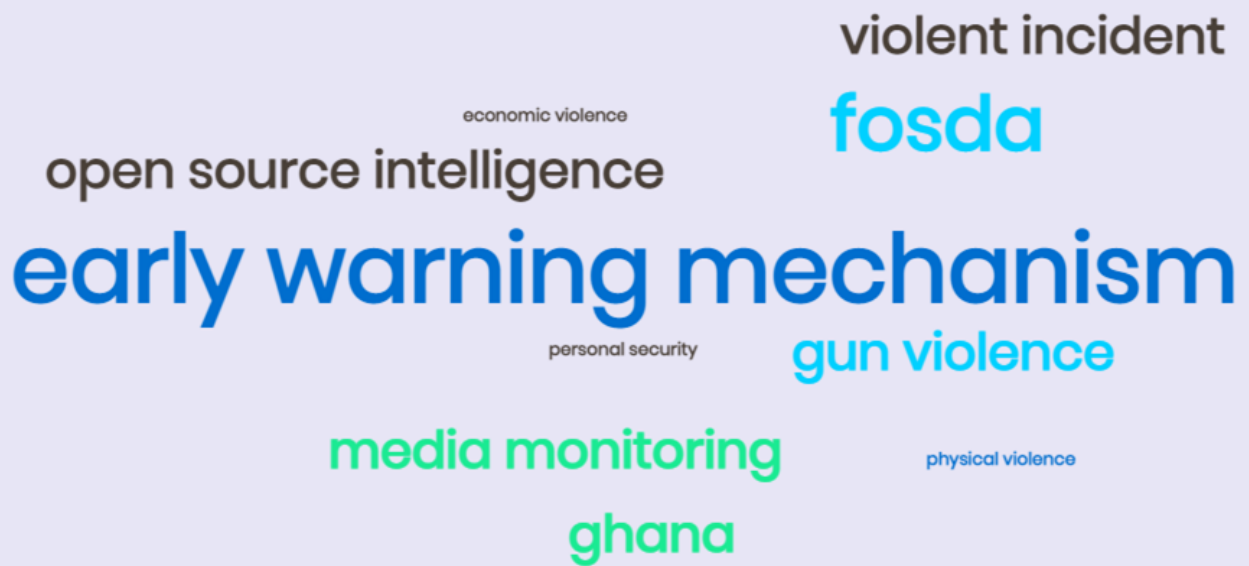 violent incident
fosda
economic violence
open source intelligence
early warning mechanism
personal security
gun violence
media monitoring
physical violence
ghana